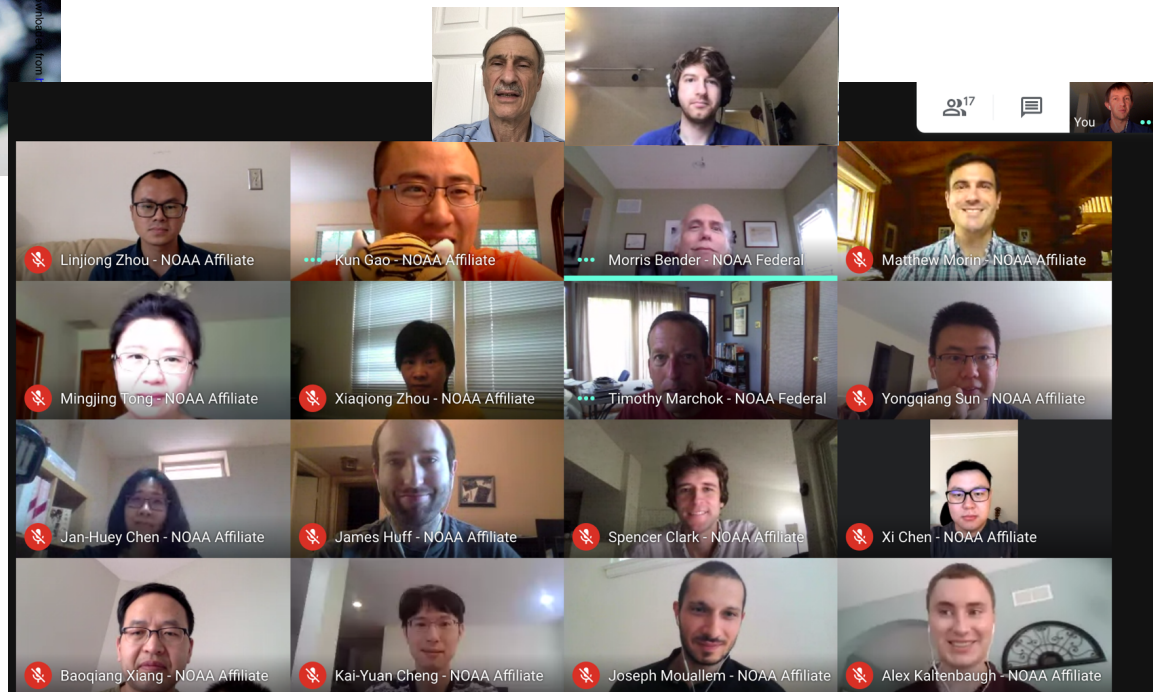 wnloaded from
17
You
Linjiong Zhou - NOAA Affiliate
Kun Gao - NOAA Affiliate
Morris Bender - NOAA Federal
Matthew Morin - NOAA Affiliate
Mingjing Tong - NOAA Affiliate
Xiaqiong Zhou - NOAA Affiliate
Timothy Marchok - NOAA Federal
Yongqiang Sun - NOAA Affiliate
Jan-Huey Chen - NOAA Affiliate
James Huff - NOAA Affiliate
Spencer Clark - NOAA Affiliate
Xi Chen - NOAA Affiliate
Baoqiang Xiang - NOAA Affiliate
Kai-Yuan Cheng - NOAA Affiliate
Joseph Mouallem - NOAA Affiliate
Alex Kaltenbaugh - NOAA Affiliate